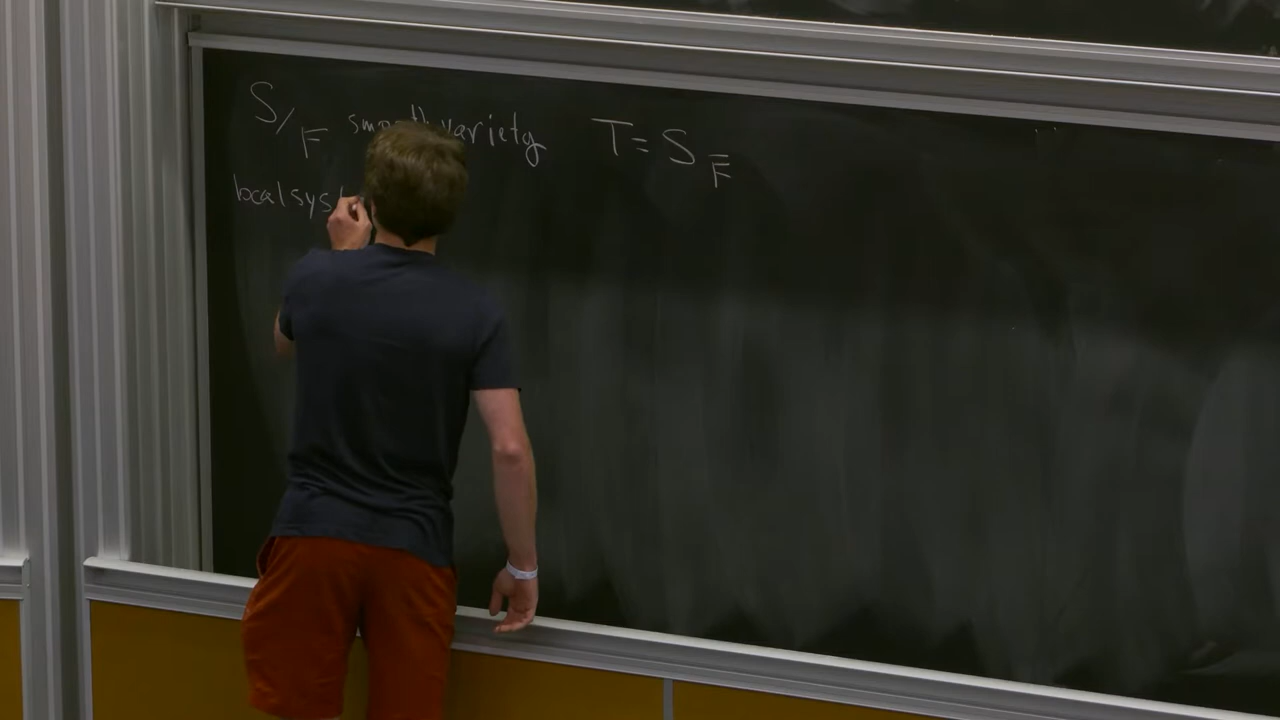 S/F smooth variety T = S_F̅
local sys